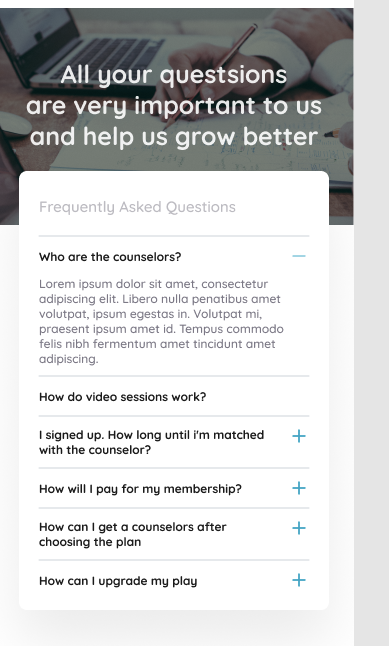 All your questsions
are very important to us
and help us grow better
Frequently Asked Questions
Who are the counselors?
Lorem ipsum dolor sit amet, consectetur
adipiscing elit. Libero nulla penatibus amet
volutpat, ipsum egestas in. Volutpat mi,
praesent ipsum amet id. Tempus commodo
felis nibh fermentum amet tincidunt amet
adipiscing.
How do video sessions work?
I signed up. How long until i'm matched
with the counselor?
How will I pay for my membership?
How can I get a counselors after
choosing the plan
How can I upgrade my play